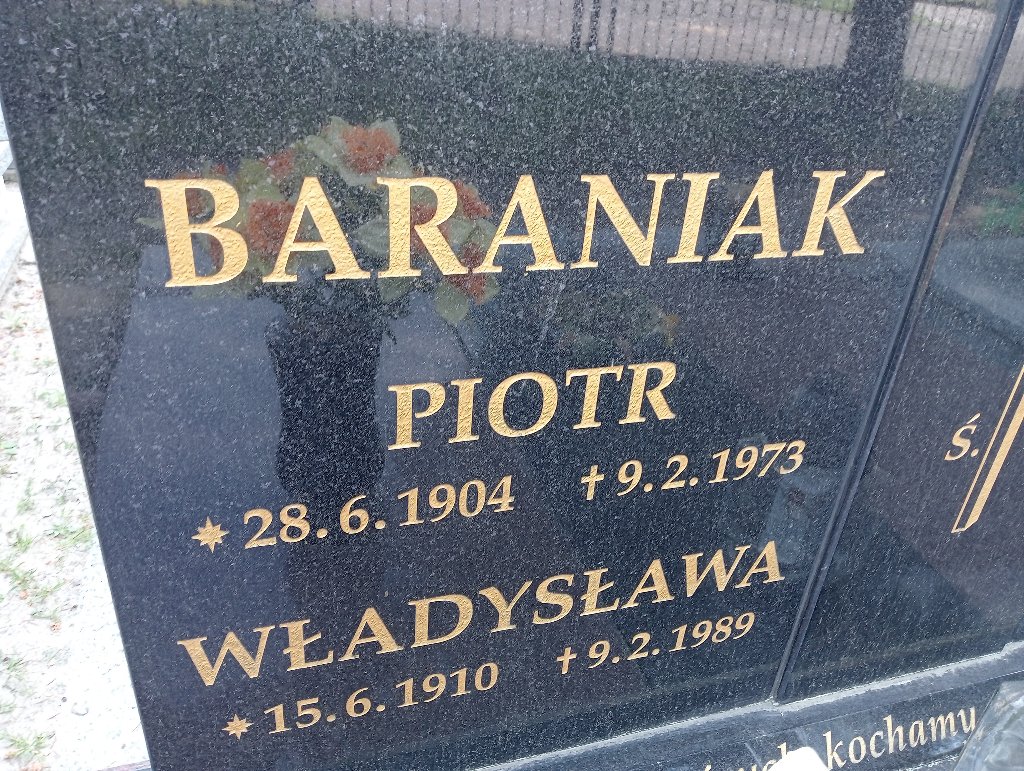 BARANIAK
PIOTR
28.6.1904 †9.2.1973
WŁADYSŁAWA
15.6.1910 †9.2.1989
Ś.
kochamy